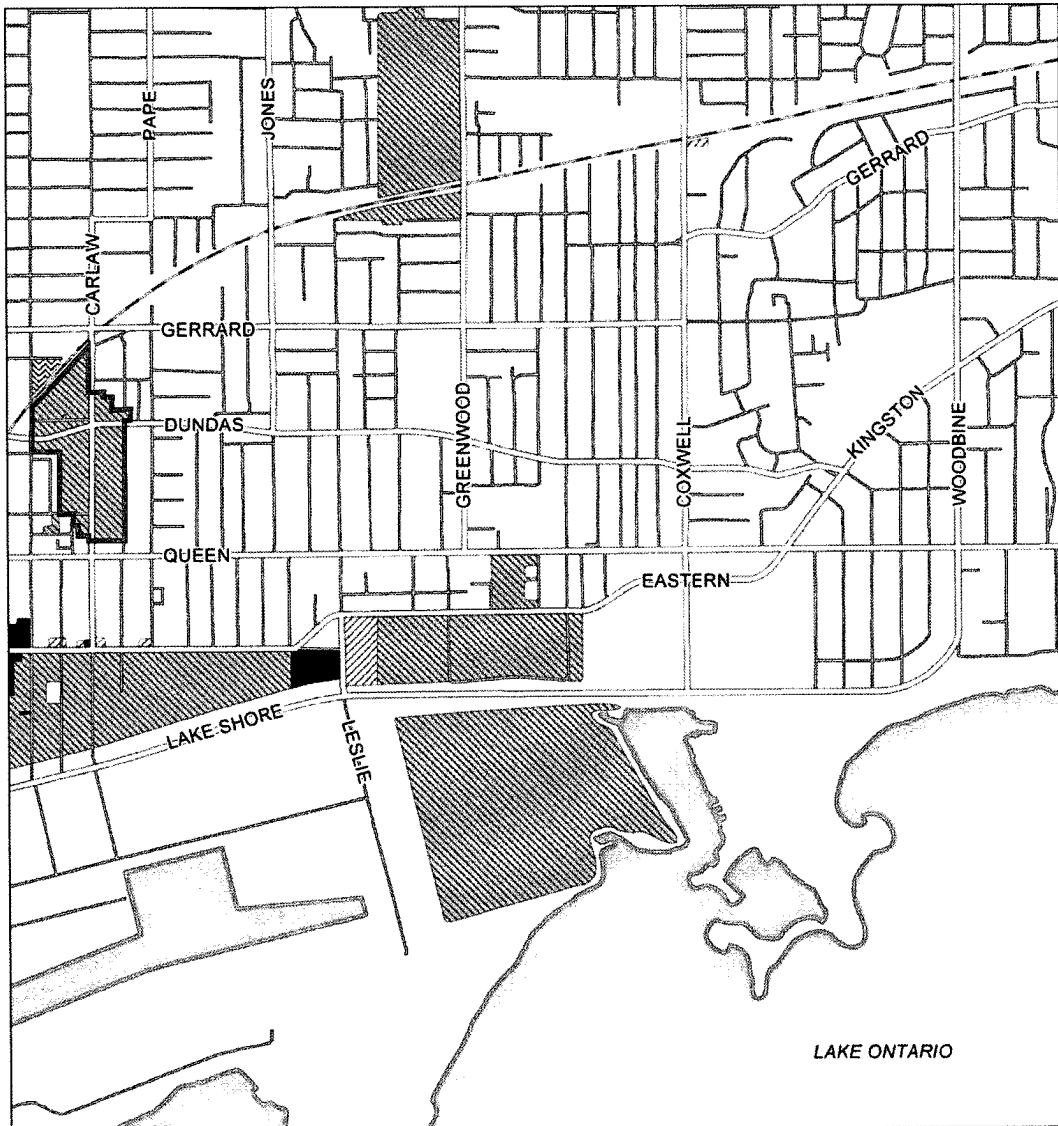 PAPE
JONES
GERRARD
CARLAW
GERRARD
DUNDAS
GREENWOOD
COXWELL
KINGSTON
WOODBINE
QUEEN
EASTERN
LAKE SHORE
LESLIE
LAKE ONTARIO